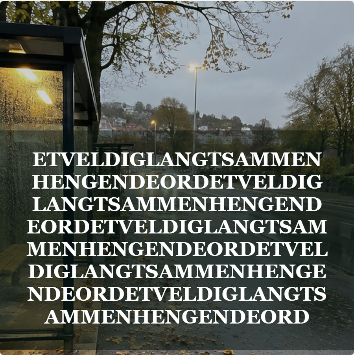 ETVELDIGLANGTSAMMEN
HENGENDEORDETVELDIG
LANGTSAMMENHENGEND
EORDETVELDIGLANGTSAM
MENHENGENDEORDETVEL
DIGLANGTSAMMENHENGE
NDEORDETVELDIGLANGTS
AMMENHENGENDEORD